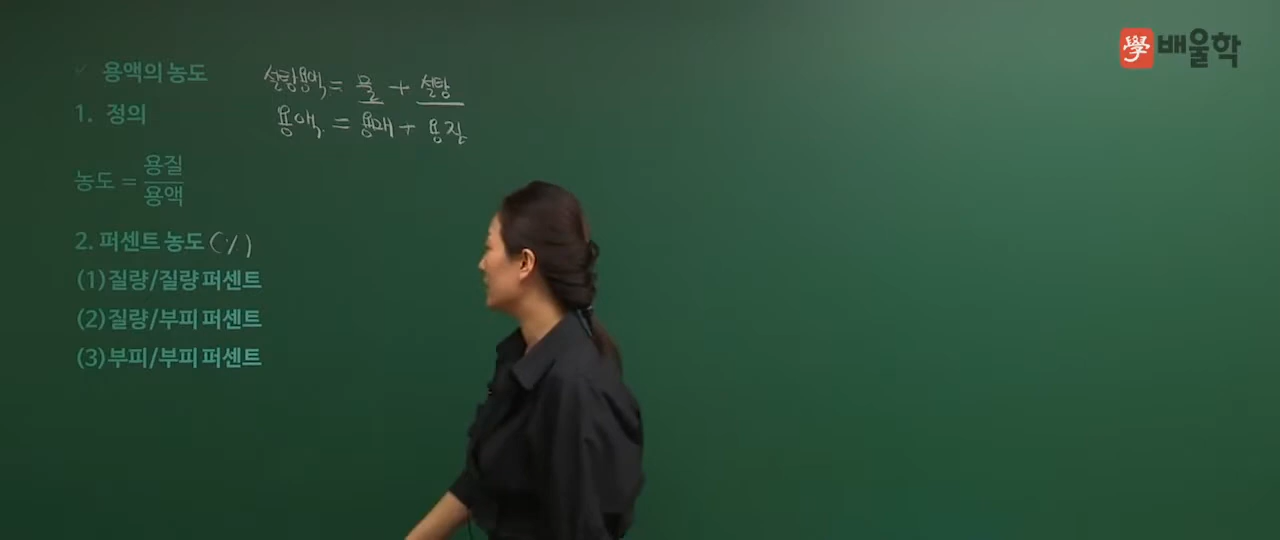 學 배울학
용액의 농도
설탕용액 = 물 + 설탕
1. 정의
용액 = 용매 + 용질
농도 = 용질/용액
2. 퍼센트 농도 (%)
(1) 질량/질량 퍼센트
(2) 질량/부피 퍼센트
(3) 부피/부피 퍼센트